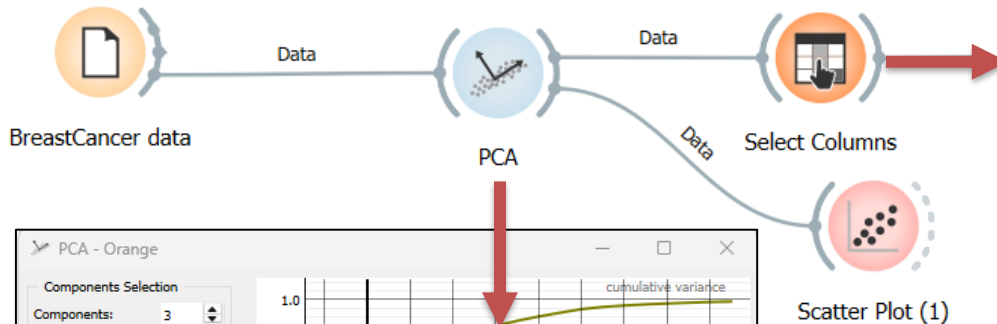 Data
Data
BreastCancer data
PCA
Data
Select Columns
PCA - Orange
Components Selection
Components: 3
1.0
cumulative variance
Scatter Plot (1)